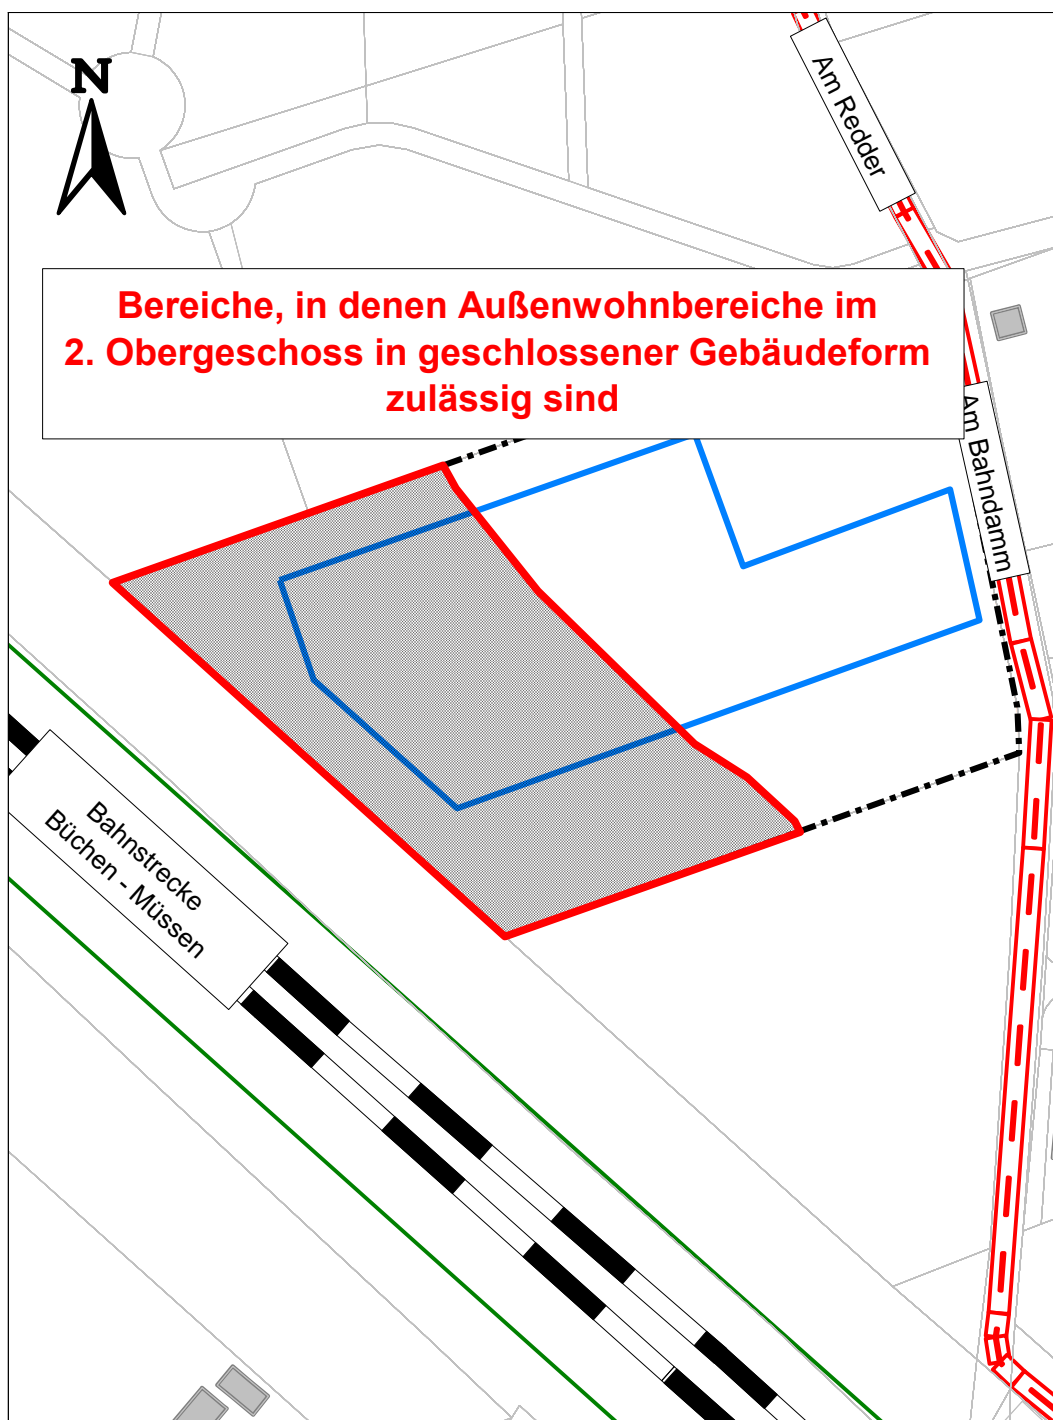 N
Am Redder
Bereiche, in denen Außenwohnbereiche im
2. Obergeschoss in geschlossener Gebäudeform
zulässig sind
Am Bahndamm
Bahnstrecke
Büchen - Müssen